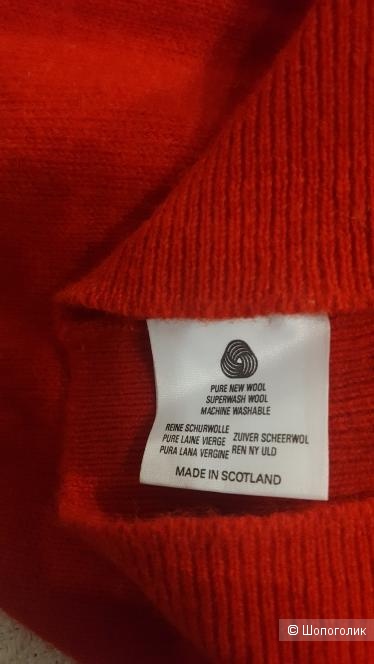 PURE NEW WOOL
SUPERWASH WOOL
MACHINE WASHABLE
REINE SCHURWOLLE
PURE LAINE VIERGE ZUIVER SCHEERWOL
PURA LANA VERGINE REN NY ULD
MADE IN SCOTLAND
© Шопоголик